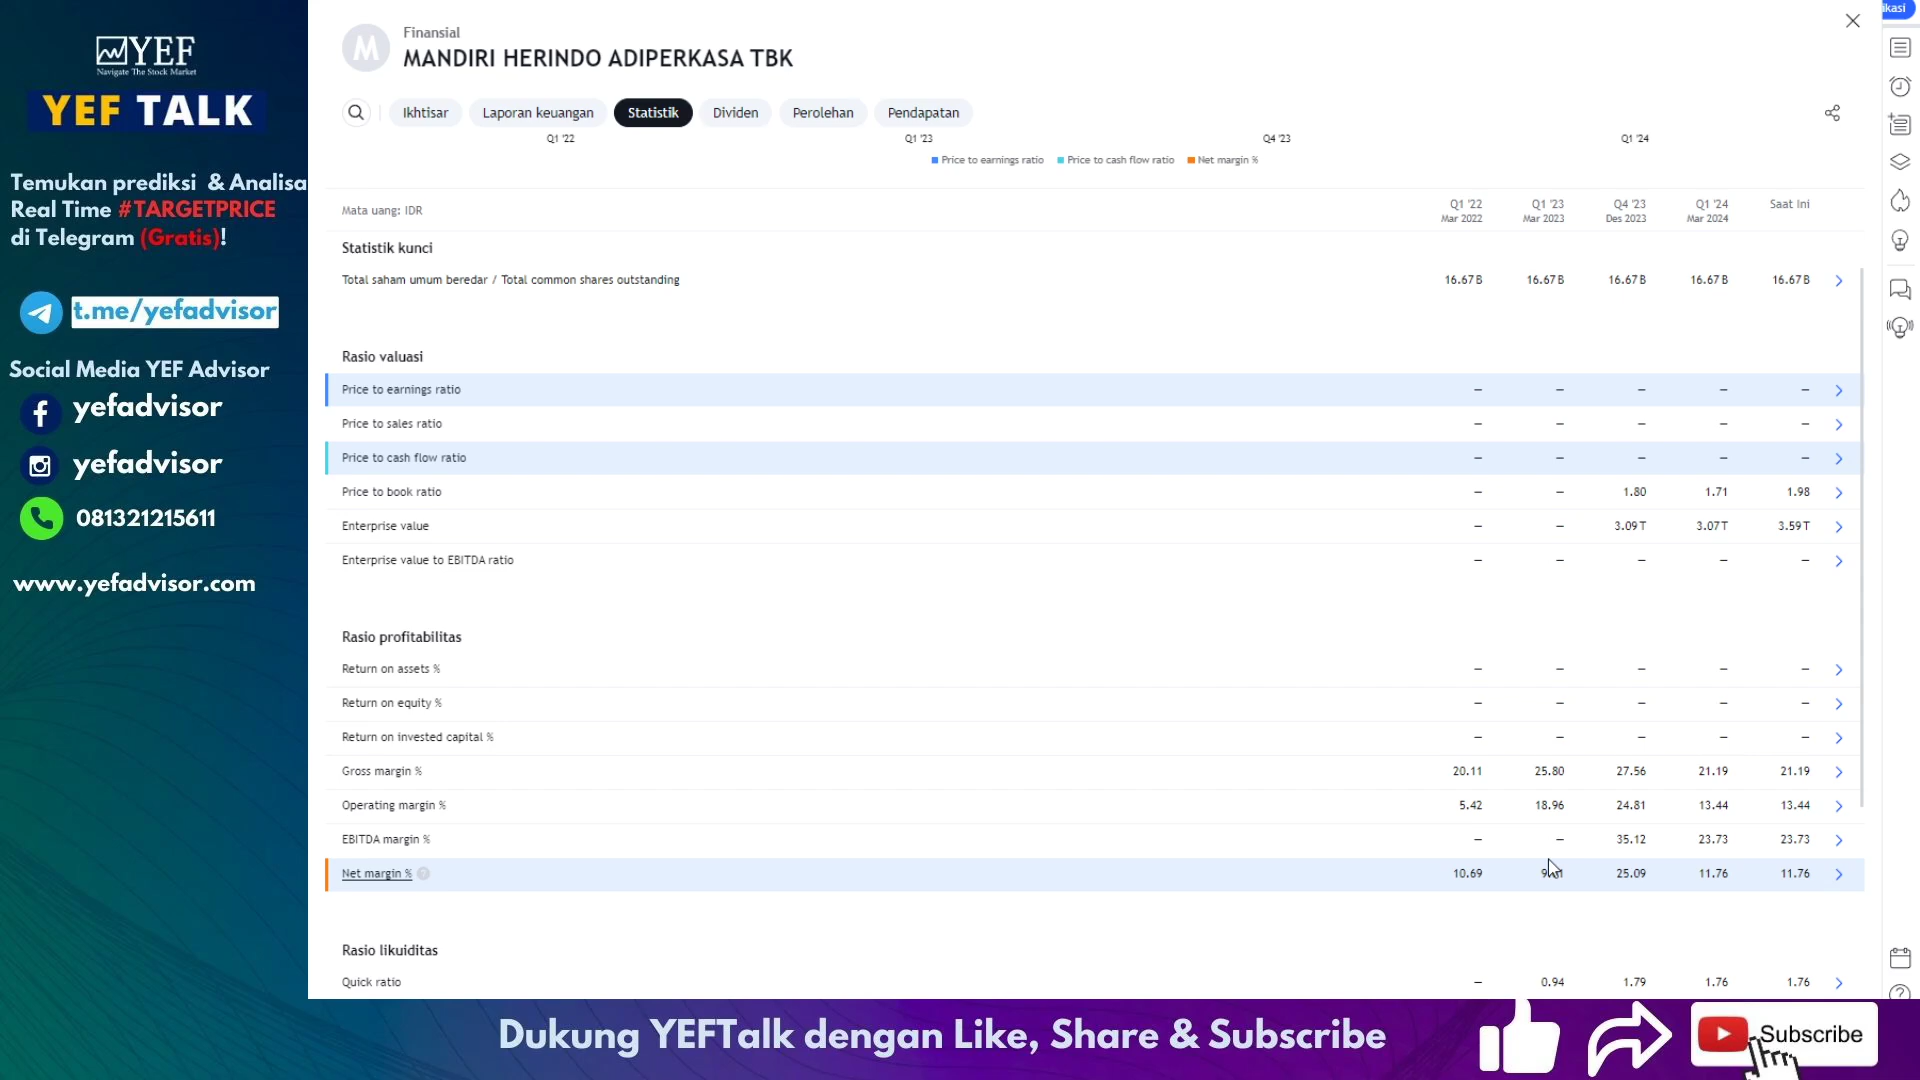 YEF
Navigate The Stock Market
YEF TALK
Temukan prediksi & Analisa
Real Time #TARGETPRICE
di Telegram (Gratis)!
t.me/yefadvisor
Social Media YEF Advisor
yefadvisor
yefadvisor
081321215611
www.yefadvisor.com
M
Finansial
MANDIRI HERINDO ADIPERKASA TBK
Ikhtisar Laporan keuangan Statistik Dividen Perolehan Pendapatan
Q1 '22 Q1 '23 Q4 '23 Q1 '24
Price to earnings ratio Price to cash flow ratio Net margin %
Mata uang: IDR Q1 '22 Q1 '23 Q4 '23 Q1 '24 Saat ini
Mar 2022 Mar 2023 Des 2023 Mar 2024
Statistik kunci
Total saham umum beredar / Total common shares outstanding 16.67B 16.67B 16.67B 16.67B 16.67B
Rasio valuasi
Price to earnings ratio — — — — —
Price to sales ratio — — — — —
Price to cash flow ratio — — — — —
Price to book ratio — — 1.80 1.71 1.98
Enterprise value — — 3.09T 3.07T 3.59T
Enterprise value to EBITDA ratio — — — — —
Rasio profitabilitas
Return on assets % — — — — —
Return on equity % — — — — —
Return on invested capital % — — — — —
Gross margin % 20.11 25.80 27.56 21.19 21.19
Operating margin % 5.42 18.96 24.81 13.44 13.44
EBITDA margin % — — 35.12 23.73 23.73
Net margin % 10.69 25.09 11.76 11.76
Rasio likuiditas
Quick ratio — 0.94 1.79 1.76 1.76
Dukung YEFTalk dengan Like, Share & Subscribe
Subscribe